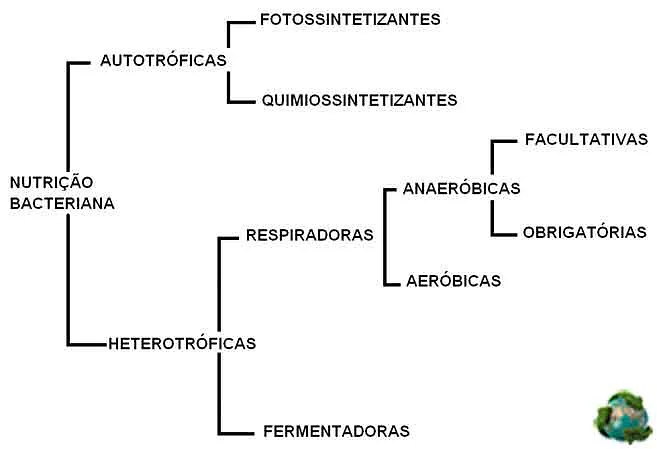 FOTOSSINTETIZANTES
AUTOTRÓFICAS
QUIMIOSSINTETIZANTES
FACULTATIVAS
NUTRIÇÃO
BACTERIANA
ANAERÓBICAS
RESPIRADORAS
OBRIGATÓRIAS
AERÓBICAS
HETEROTRÓFICAS
FERMENTADORAS